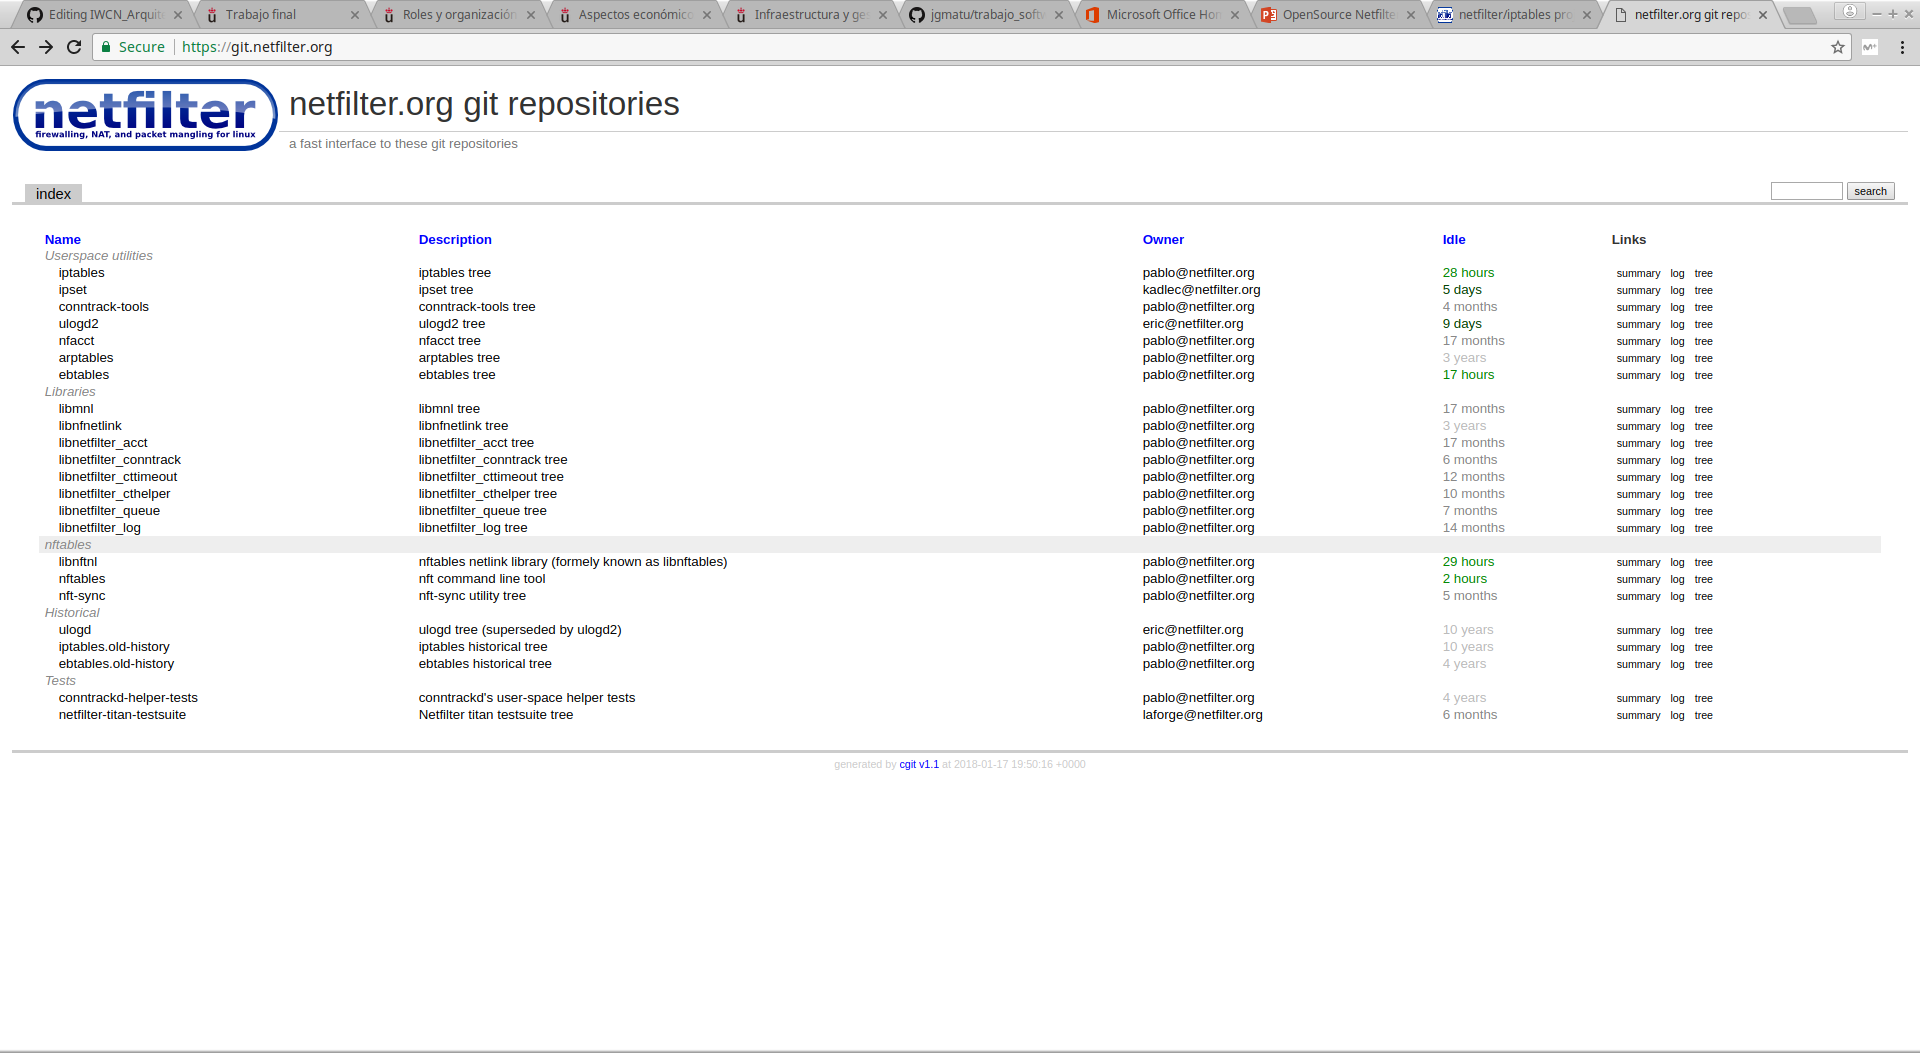 Editing IWCN_Arquit
Trabajo final
Roles y organización
Aspectos económico
Infraestructura y ge
jgmatu/trabajo_soft
Microsoft Office Hon
OpenSource Netfilte
netfilter/iptables pro
netfilter.org git repo
Secure https://git.netfilter.org
netfilter
firewalling, NAT, and packet mangling for linux
netfilter.org git repositories
a fast interface to these git repositories
index search
Name Description Owner Idle Links
Userspace utilities
iptables iptables tree pablo@netfilter.org 28 hours summary log tree
ipset ipset tree kadlec@netfilter.org 5 days summary log tree
conntrack-tools conntrack-tools tree pablo@netfilter.org 4 months summary log tree
ulogd2 ulogd2 tree eric@netfilter.org 9 days summary log tree
nfacct nfacct tree pablo@netfilter.org 17 months summary log tree
arptables arptables tree pablo@netfilter.org 3 years summary log tree
ebtables ebtables tree pablo@netfilter.org 17 hours summary log tree
Libraries
libmnl libmnl tree pablo@netfilter.org 17 months summary log tree
libnfnetlink libnfnetlink tree pablo@netfilter.org 3 years summary log tree
libnetfilter_acct libnetfilter_acct tree pablo@netfilter.org 17 months summary log tree
libnetfilter_conntrack libnetfilter_conntrack tree pablo@netfilter.org 6 months summary log tree
libnetfilter_cttimeout libnetfilter_cttimeout tree pablo@netfilter.org 12 months summary log tree
libnetfilter_cthelper libnetfilter_cthelper tree pablo@netfilter.org 10 months summary log tree
libnetfilter_queue libnetfilter_queue tree pablo@netfilter.org 7 months summary log tree
libnetfilter_log libnetfilter_log tree pablo@netfilter.org 14 months summary log tree
nftables
libnftnl nftables netlink library (formely known as libnftables) pablo@netfilter.org 29 hours summary log tree
nftables nft command line tool pablo@netfilter.org 2 hours summary log tree
nft-sync nft-sync utility tree pablo@netfilter.org 5 months summary log tree
Historical
ulogd ulogd tree (superseded by ulogd2) eric@netfilter.org 10 years summary log tree
iptables.old-history iptables historical tree pablo@netfilter.org 10 years summary log tree
ebtables.old-history ebtables historical tree pablo@netfilter.org 4 years summary log tree
Tests
conntrackd-helper-tests conntrackd's user-space helper tests pablo@netfilter.org 4 years summary log tree
netfilter-titan-testsuite Netfilter titan testsuite tree laforge@netfilter.org 6 months summary log tree
generated by cgit v1.1 at 2018-01-17 19:50:16 +0000